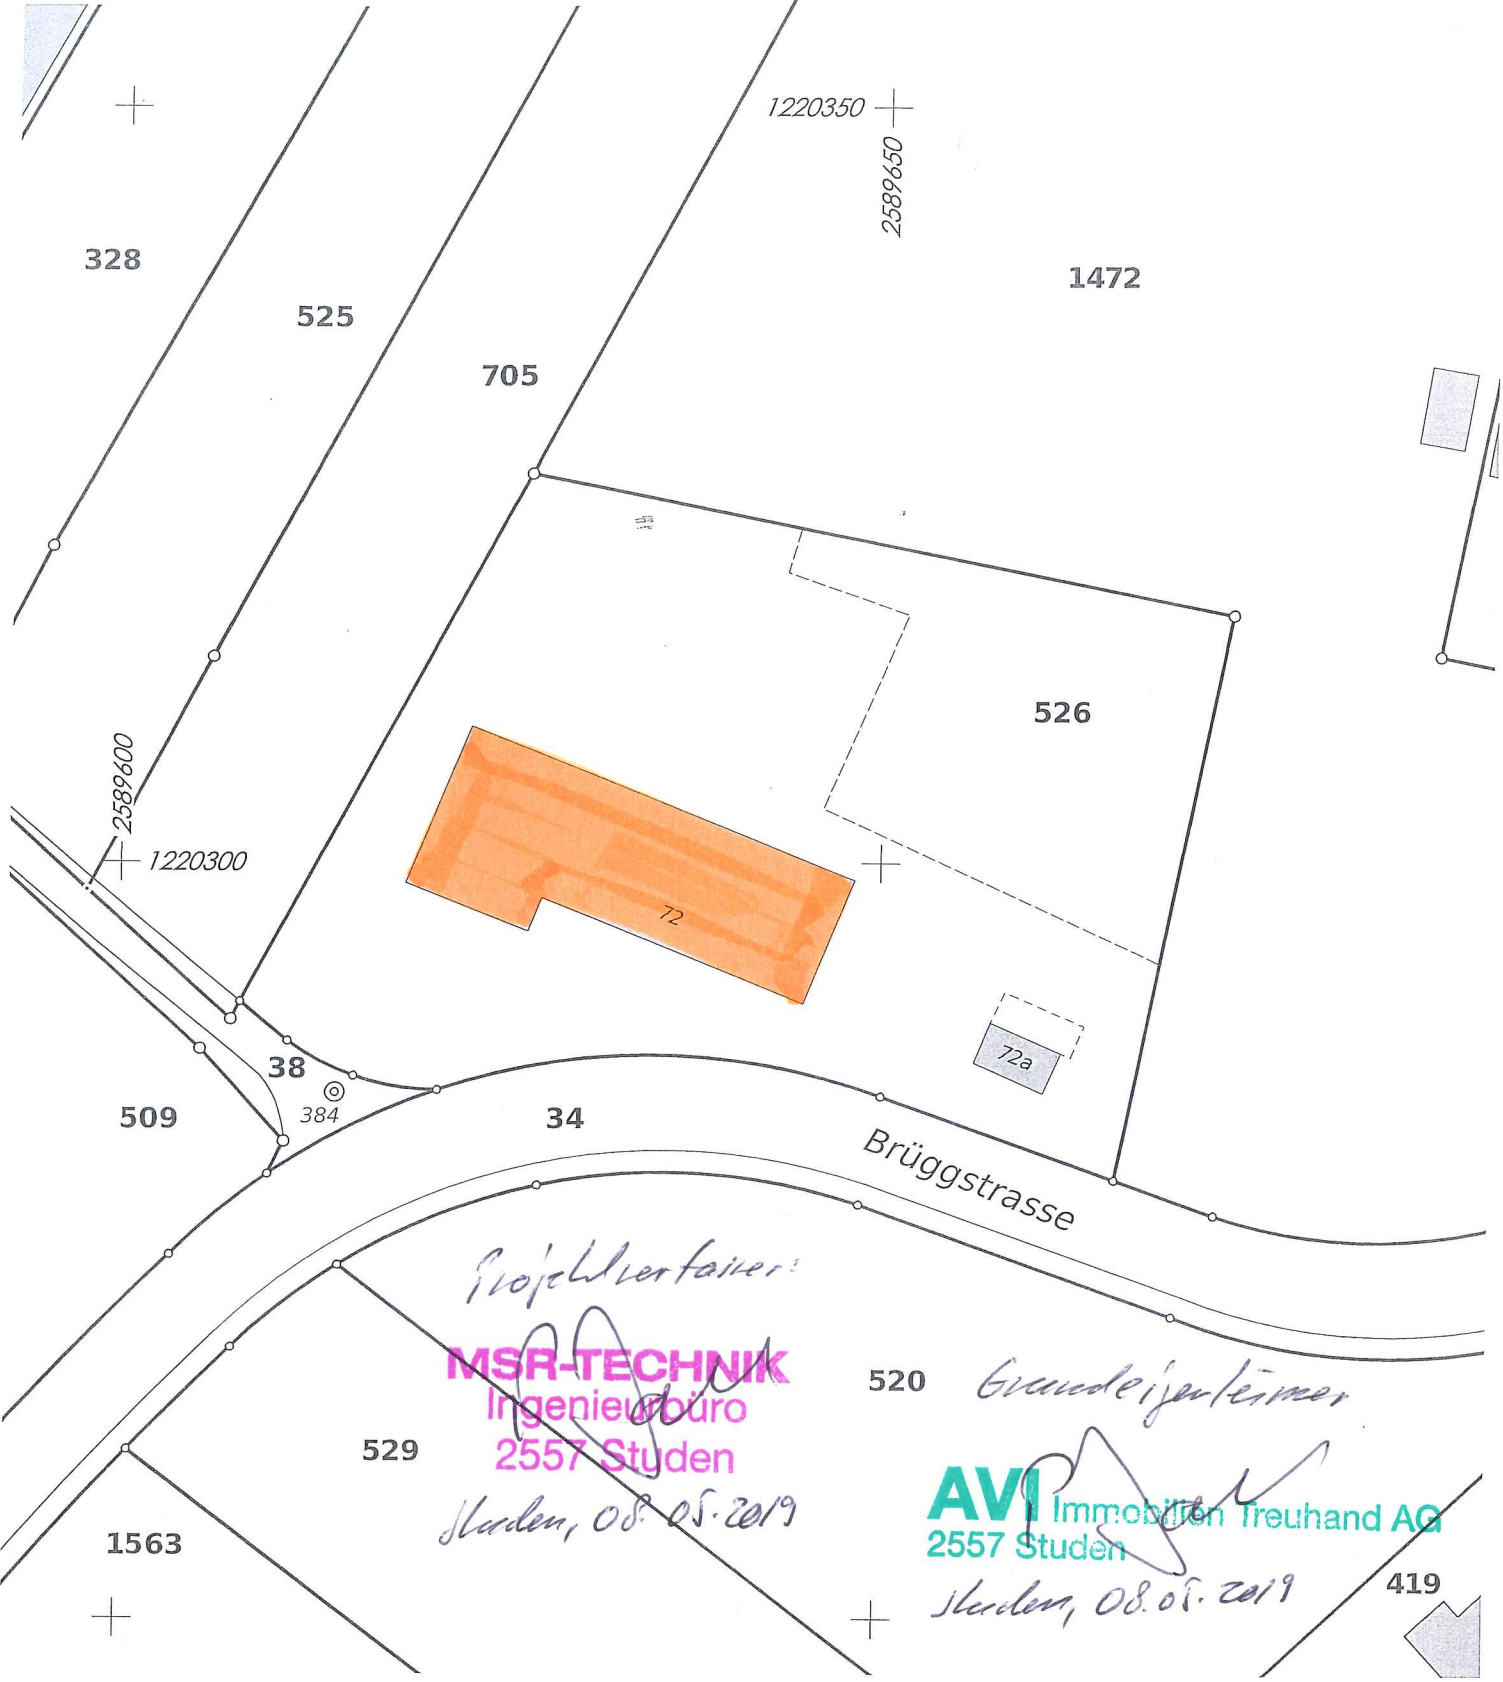 1220350
2589650
328
1472
525
705
526
2589600
1220300
72
72a
38
384
509
34
Brüggstrasse
Projektverfasser:
MSR-TECHNIK
Ingenieurbüro
2557 Studen
Studen, 08.05.2019
520
Grundeigentümer
529
AVI Immobilien Treuhand AG
2557 Studen
Studen, 08.05.2019
1563
419